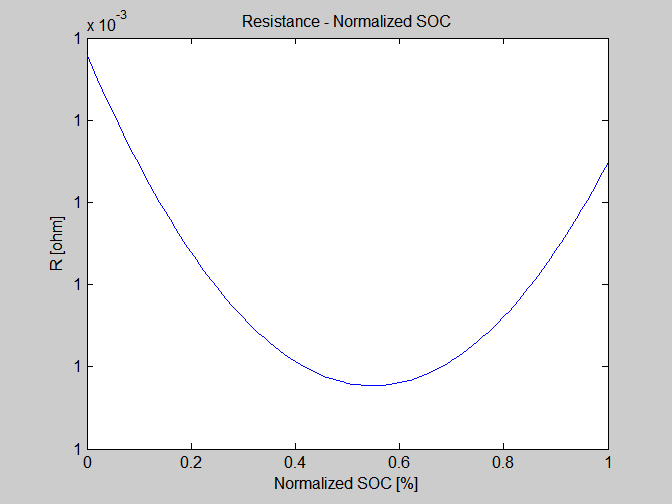 Resistance - Normalized SOC
x 10^-3
1
1
1
1
1
1
R [ohm]
0 0.2 0.4 0.6 0.8 1
Normalized SOC [%]